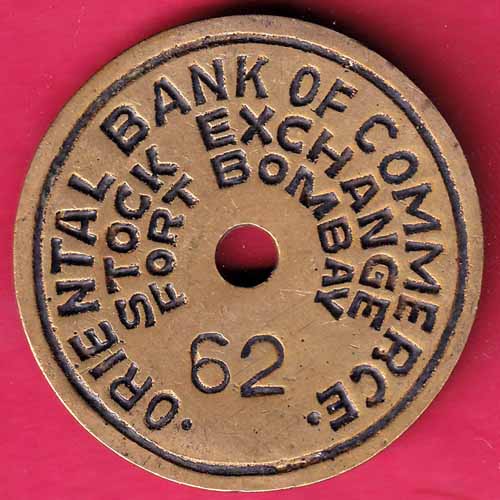 ·ORIENTAL BANK OF COMMERCE·
STOCK EXCHANGE
FORT BOMBAY
62